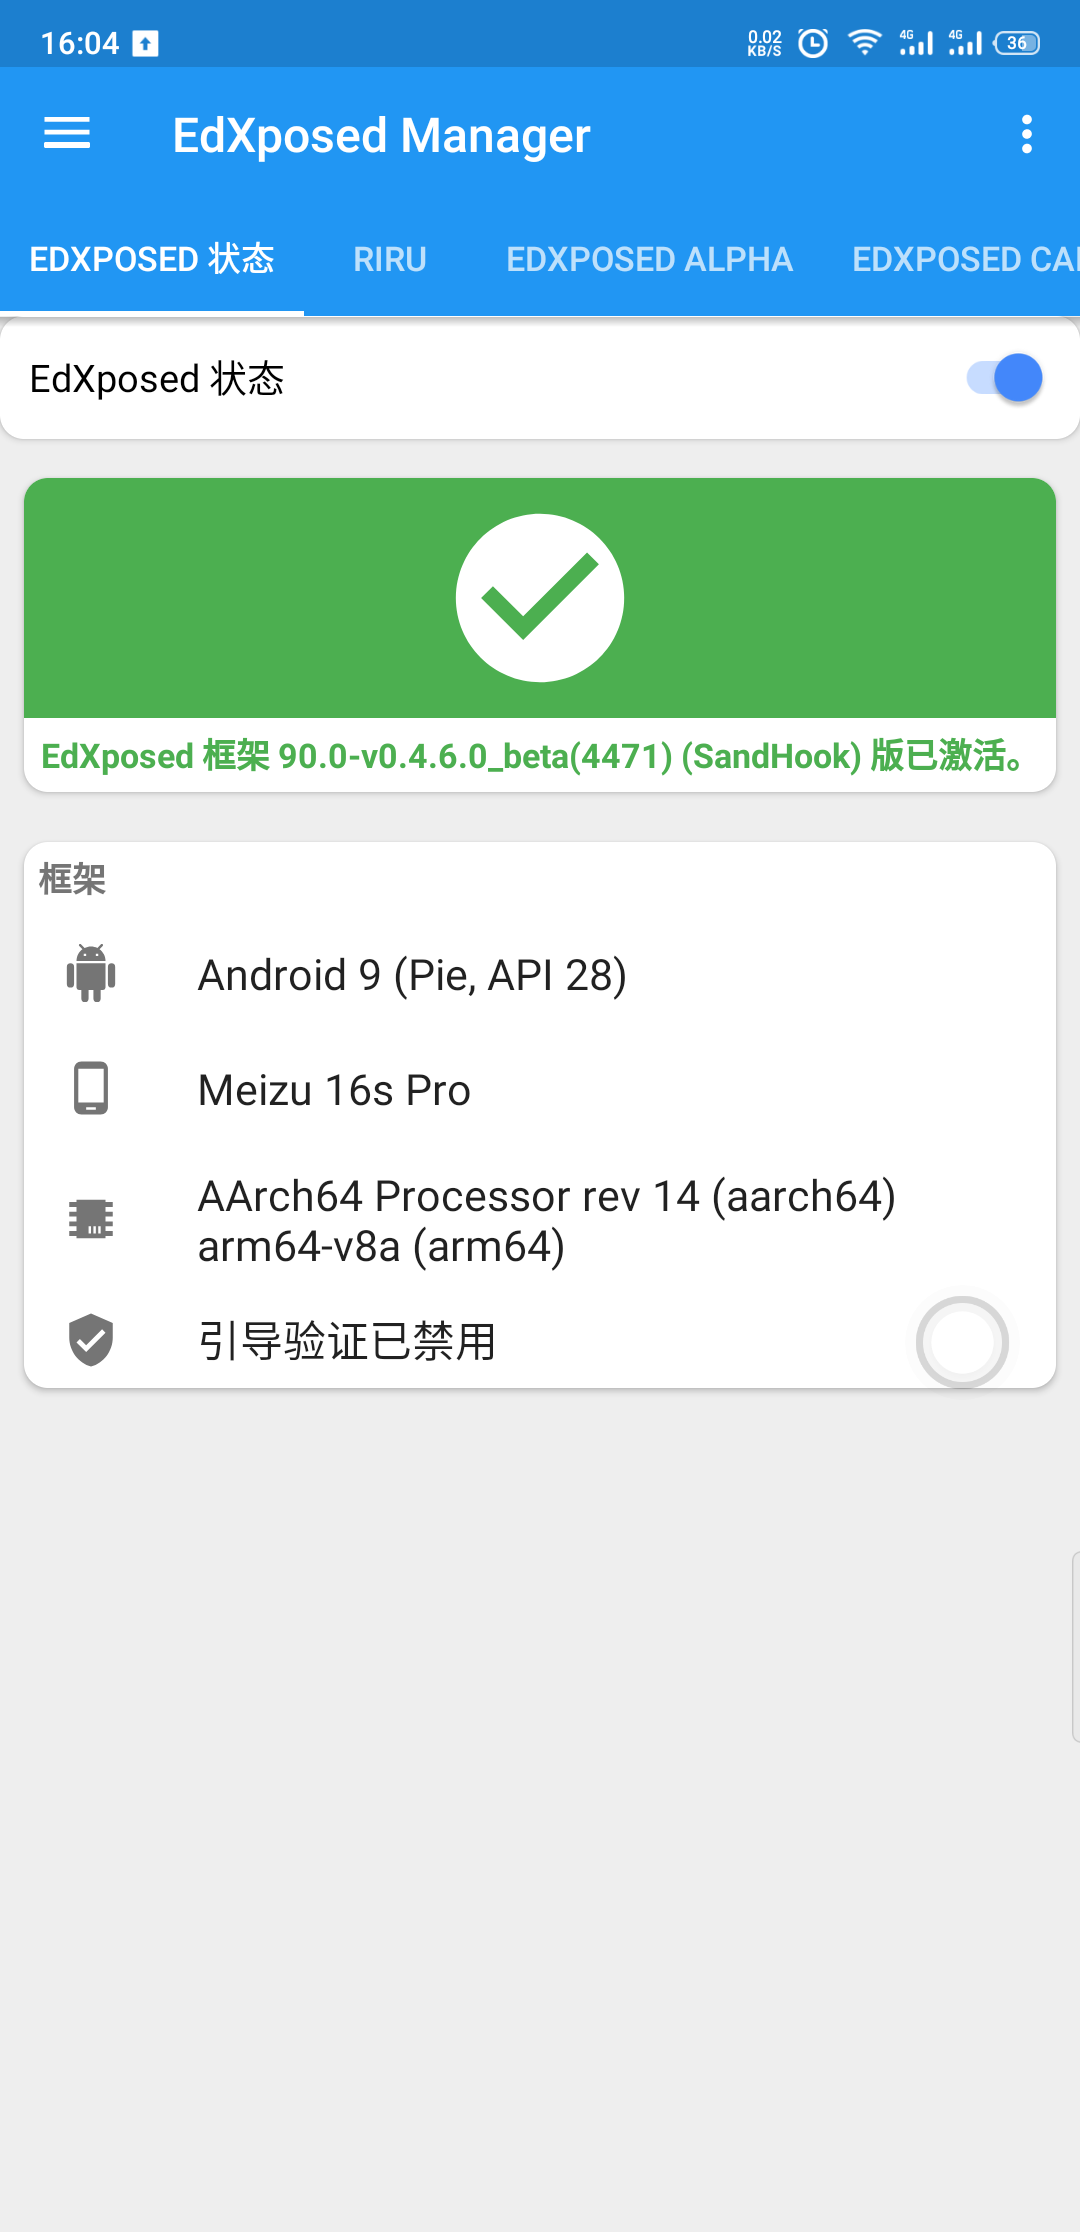 16:04
0.02
KB/S
4G
4G
36
EdXposed Manager
EDXPOSED 状态
RIRU
EDXPOSED ALPHA
EDXPOSED CA
EdXposed 状态
EdXposed 框架 90.0-v0.4.6.0_beta(4471) (SandHook) 版已激活。
框架
Android 9 (Pie, API 28)
Meizu 16s Pro
AArch64 Processor rev 14 (aarch64)
arm64-v8a (arm64)
引导验证已禁用